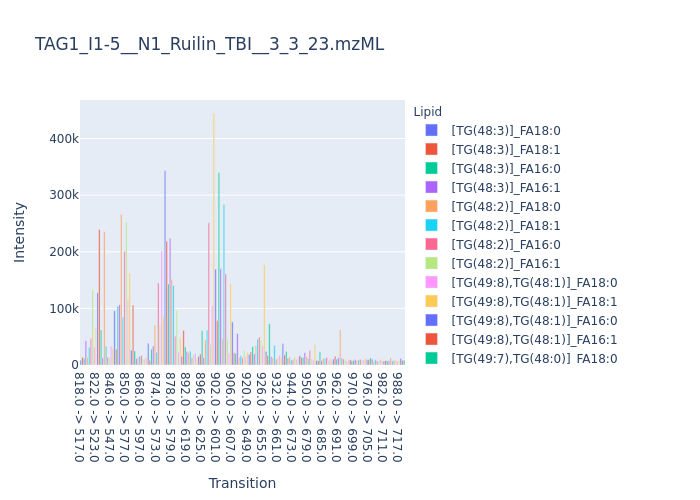 TAG1_I1-5__N1_Ruilin_TBI__3_3_23.mzML
Lipid
[TG(48:3)]_FA18:0
[TG(48:3)]_FA18:1
[TG(48:3)]_FA16:0
[TG(48:3)]_FA16:1
[TG(48:2)]_FA18:0
[TG(48:2)]_FA18:1
[TG(48:2)]_FA16:0
[TG(48:2)]_FA16:1
[TG(49:8),TG(48:1)]_FA18:0
[TG(49:8),TG(48:1)]_FA18:1
[TG(49:8),TG(48:1)]_FA16:0
[TG(49:8),TG(48:1)]_FA16:1
[TG(49:7),TG(48:0)]_FA18:0
400k
300k
200k
100k
0
Intensity
818.0 -> 517.0
822.0 -> 523.0
846.0 -> 547.0
850.0 -> 577.0
868.0 -> 597.0
874.0 -> 573.0
878.0 -> 579.0
892.0 -> 619.0
896.0 -> 625.0
902.0 -> 601.0
906.0 -> 607.0
920.0 -> 649.0
926.0 -> 655.0
932.0 -> 661.0
944.0 -> 673.0
950.0 -> 679.0
956.0 -> 685.0
962.0 -> 691.0
970.0 -> 699.0
976.0 -> 705.0
982.0 -> 711.0
988.0 -> 717.0
Transition